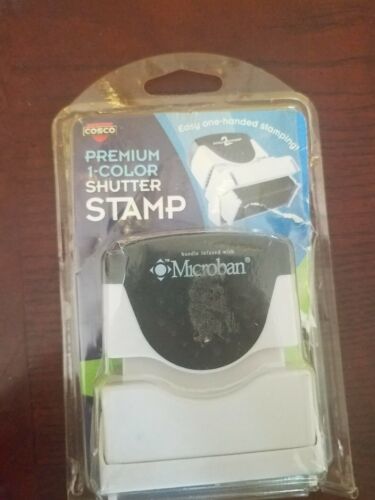 COSCO
PREMIUM
1-COLOR
SHUTTER
STAMP
Easy one-handed stamping!
handle infused with
Microban®